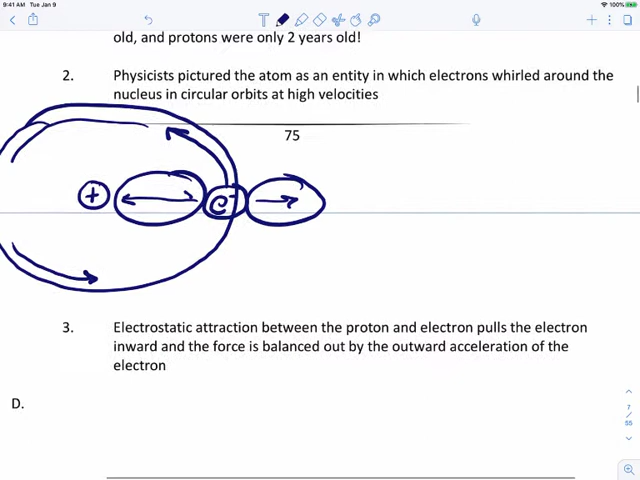 9:41 AM Tue Jan 9
100%
T
old, and protons were only 2 years old!
2. Physicists pictured the atom as an entity in which electrons whirled around the
nucleus in circular orbits at high velocities
75
+ e-
3. Electrostatic attraction between the proton and electron pulls the electron
inward and the force is balanced out by the outward acceleration of the
electron
D.
7
/
55